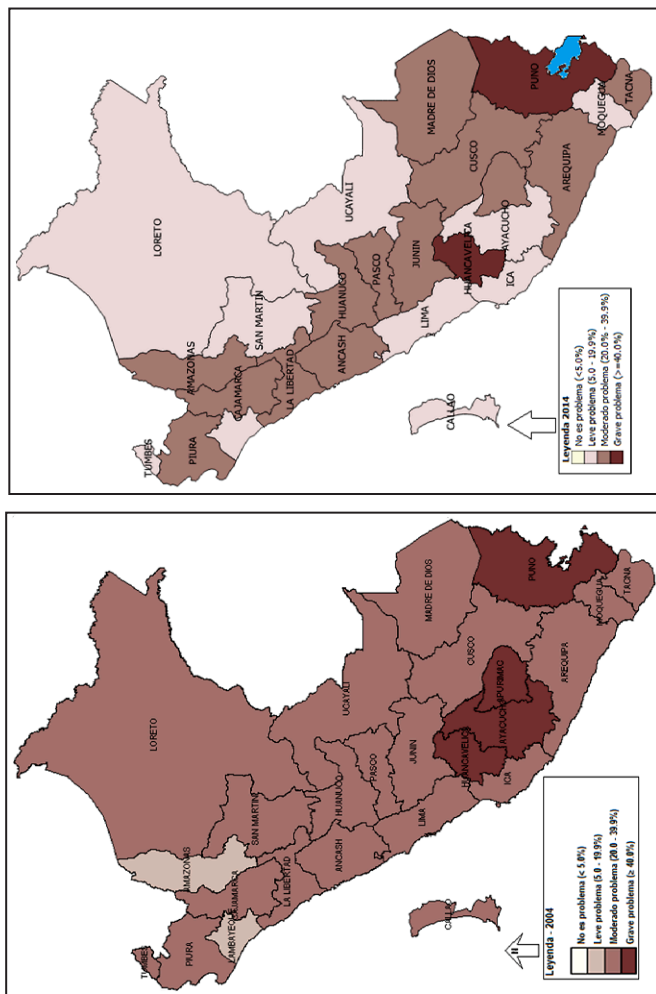 LORETO
AMAZONAS
TUMBES
PIURA
CAJAMARCA
SAN MARTIN
LA LIBERTAD
ANCASH
HUANUCO
UCAYALI
PASCO
JUNIN
LIMA
CALLAO
MADRE DE DIOS
CUSCO
HUANCAVELICA
AYACUCHO
ICA
PUNO
AREQUIPA
MOQUEGUA
TACNA
Leyenda 2014
No es problema (<5.0%)
Leve problema (5.0 - 19.9%)
Moderado problema (20.0% - 39.9%)
Grave problema (>=40.0%)
LORETO
AMAZONAS
TUMBES
PIURA
LAMBAYEQUE
CAJAMARCA
SAN MARTIN
LA LIBERTAD
ANCASH
HUANUCO
UCAYALI
PASCO
JUNIN
LIMA
CALLAO
MADRE DE DIOS
CUSCO
HUANCAVELICA
AYACUCHO
APURIMAC
ICA
PUNO
AREQUIPA
MOQUEGUA
TACNA
N
Leyenda - 2004
No es problema (< 5.0%)
Leve problema (5.0 - 19.9%)
Moderado problema (20.0 - 39.9%)
Grave problema (≥ 40.0%)